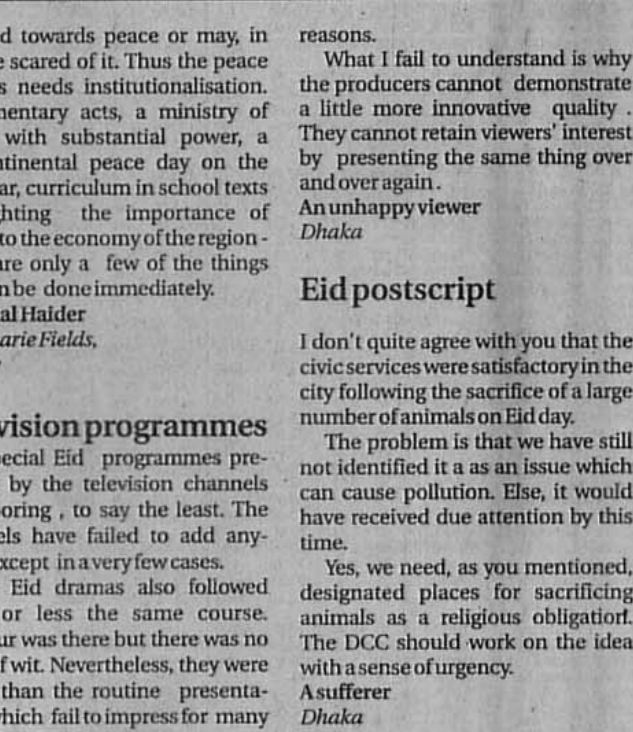 d towards peace or may, in
e scared of it. Thus the peace
s needs institutionalisation.
mentary acts, a ministry of
with substantial power, a
ntinental peace day on the
ar, curriculum in school texts
hting the importance of
to the economy of the region -
are only a few of the things
n be done immediately.
al Haider
arie Fields,
vision programmes
pecial Eid programmes pre-
by the television channels
oring , to say the least. The
els have failed to add any-
xcept in a very few cases.
Eid dramas also followed
or less the same course.
ur was there but there was no
f wit. Nevertheless, they were
than the routine presenta-
hich fail to impress for many
reasons.
What I fail to understand is why
the producers cannot demonstrate
a little more innovative quality .
They cannot retain viewers' interest
by presenting the same thing over
and over again.
An unhappy viewer
Dhaka
Eid postscript
I don't quite agree with you that the
civic services were satisfactory in the
city following the sacrifice of a large
number of animals on Eid day.
The problem is that we have still
not identified it a as an issue which
can cause pollution. Else, it would
have received due attention by this
time.
Yes, we need, as you mentioned,
designated places for sacrificing
animals as a religious obligation.
The DCC should work on the idea
with a sense of urgency.
A sufferer
Dhaka